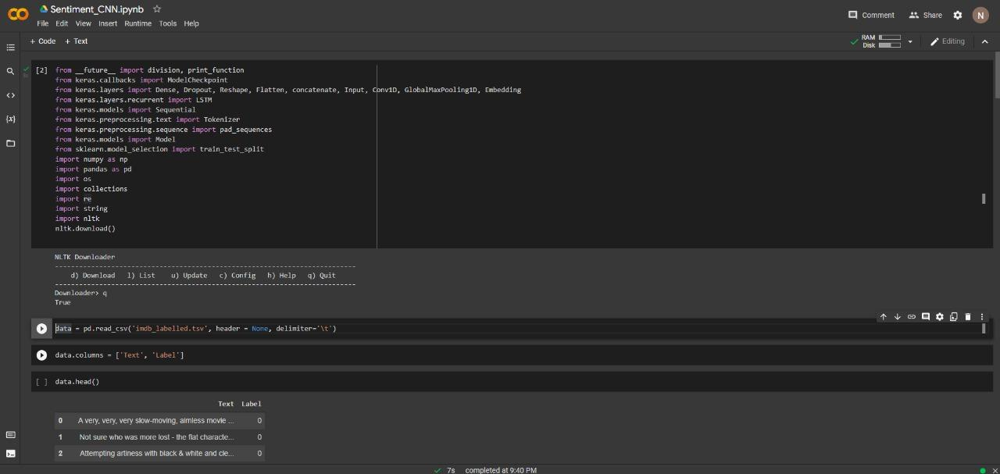 Sentiment_CNN.ipynb
File Edit View Insert Runtime Tools Help
Comment Share N
+ Code + Text
RAM
Disk
Editing
[2] from __future__ import division, print_function
from keras.callbacks import ModelCheckpoint
from keras.layers import Dense, Dropout, Reshape, Flatten, concatenate, Input, Conv1D, GlobalMaxPooling1D, Embedding
from keras.layers.recurrent import LSTM
from keras.models import Sequential
from keras.preprocessing.text import Tokenizer
from keras.preprocessing.sequence import pad_sequences
from keras.models import Model
from sklearn.model_selection import train_test_split
import numpy as np
import pandas as pd
import os
import collections
import re
import string
import nltk
nltk.download()
NLTK Downloader
---------------------------------------------------------------------------
d) Download l) List u) Update c) Config h) Help q) Quit
---------------------------------------------------------------------------
Downloader> q
True
data = pd.read_csv('imdb_labelled.tsv', header = None, delimiter='\t')
data.columns = ['Text', 'Label']
[ ] data.head()
Text Label
0 A very, very, very slow-moving, aimless movie ... 0
1 Not sure who was more lost - the flat characte... 0
2 Attempting artiness with black & white and cle... 0
7s completed at 9:40 PM